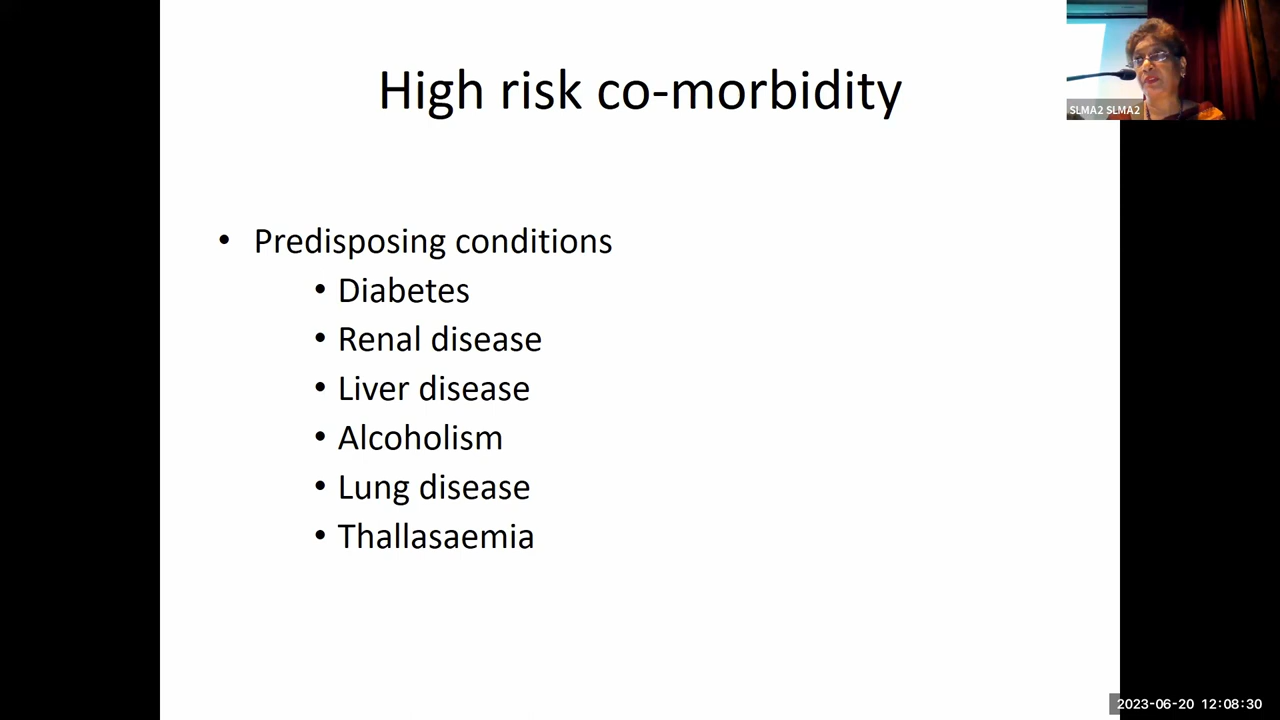 High risk co-morbidity
SLMA2 SLMA2
• Predisposing conditions
• Diabetes
• Renal disease
• Liver disease
• Alcoholism
• Lung disease
• Thallasaemia
2023-06-20 12:08:30